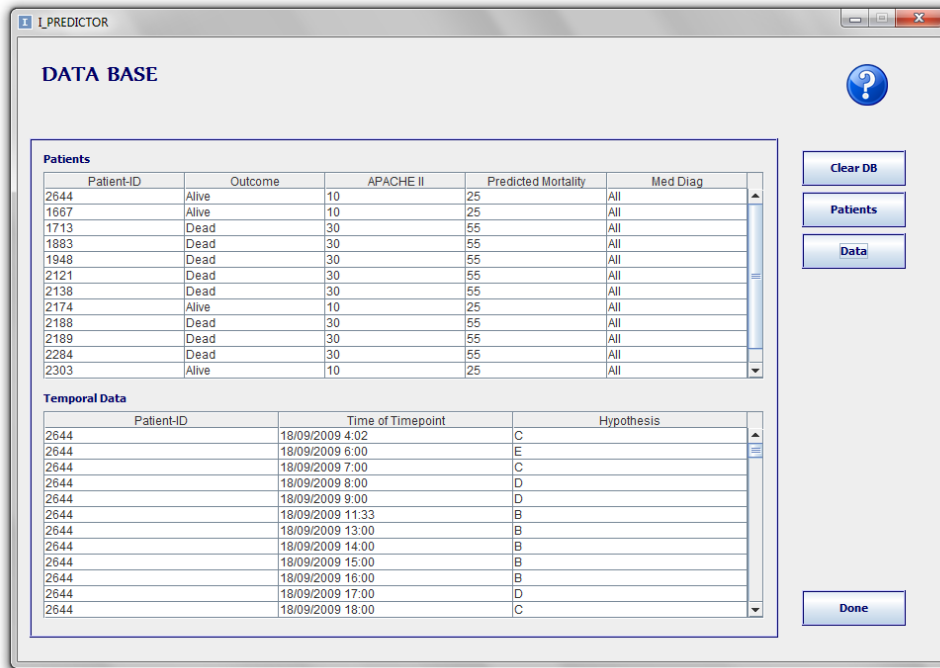 I_PREDICTOR
DATA BASE
Patients
Patient-ID Outcome APACHE II Predicted Mortality Med Diag
2644 Alive 10 25 All
1667 Alive 10 25 All
1713 Dead 30 55 All
1883 Dead 30 55 All
1948 Dead 30 55 All
2121 Dead 30 55 All
2138 Dead 30 55 All
2174 Alive 10 25 All
2188 Dead 30 55 All
2189 Dead 30 55 All
2284 Dead 30 55 All
2303 Alive 10 25 All
Temporal Data
Patient-ID Time of Timepoint Hypothesis
2644 18/09/2009 4:02 C
2644 18/09/2009 6:00 E
2644 18/09/2009 7:00 C
2644 18/09/2009 8:00 D
2644 18/09/2009 9:00 D
2644 18/09/2009 11:33 B
2644 18/09/2009 13:00 B
2644 18/09/2009 14:00 B
2644 18/09/2009 15:00 B
2644 18/09/2009 16:00 B
2644 18/09/2009 17:00 D
2644 18/09/2009 18:00 C
?
Clear DB
Patients
Data
Done